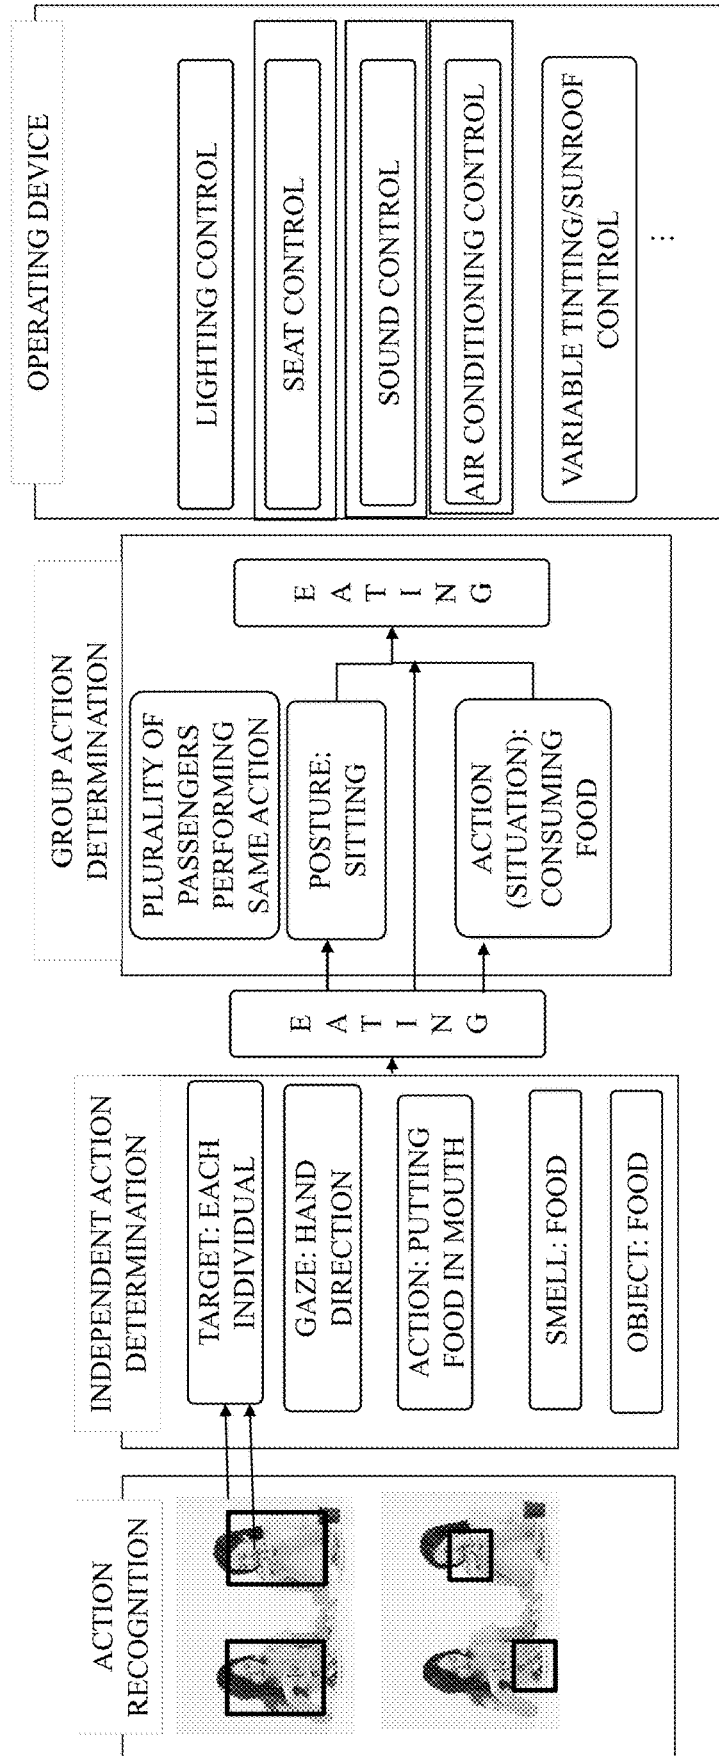 ACTION
RECOGNITION
INDEPENDENT ACTION
DETERMINATION
TARGET: EACH
INDIVIDUAL
GAZE: HAND
DIRECTION
ACTION: PUTTING
FOOD IN MOUTH
SMELL: FOOD
OBJECT: FOOD
E
A
T
I
N
G
GROUP ACTION
DETERMINATION
PLURALITY OF
PASSENGERS
PERFORMING
SAME ACTION
POSTURE:
SITTING
ACTION
(SITUATION):
CONSUMING
FOOD
E
A
T
I
N
G
OPERATING DEVICE
LIGHTING CONTROL
SEAT CONTROL
SOUND CONTROL
AIR CONDITIONING CONTROL
VARIABLE TINTING/SUNROOF
CONTROL
...